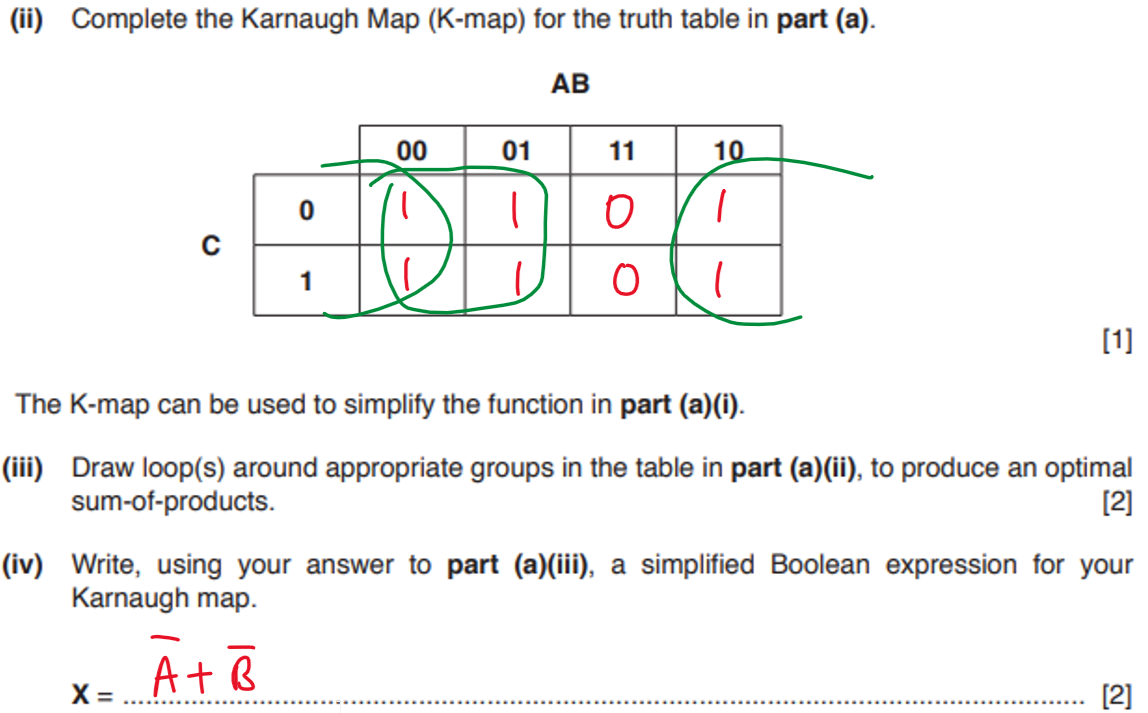 (ii) Complete the Karnaugh Map (K-map) for the truth table in part (a).
AB
00 01 11 10
0 1 1 0 1
C
1 1 1 0 1
[1]
The K-map can be used to simplify the function in part (a)(i).
(iii) Draw loop(s) around appropriate groups in the table in part (a)(ii), to produce an optimal
sum-of-products. [2]
(iv) Write, using your answer to part (a)(iii), a simplified Boolean expression for your
Karnaugh map.
X = A̅ + B̅ [2]